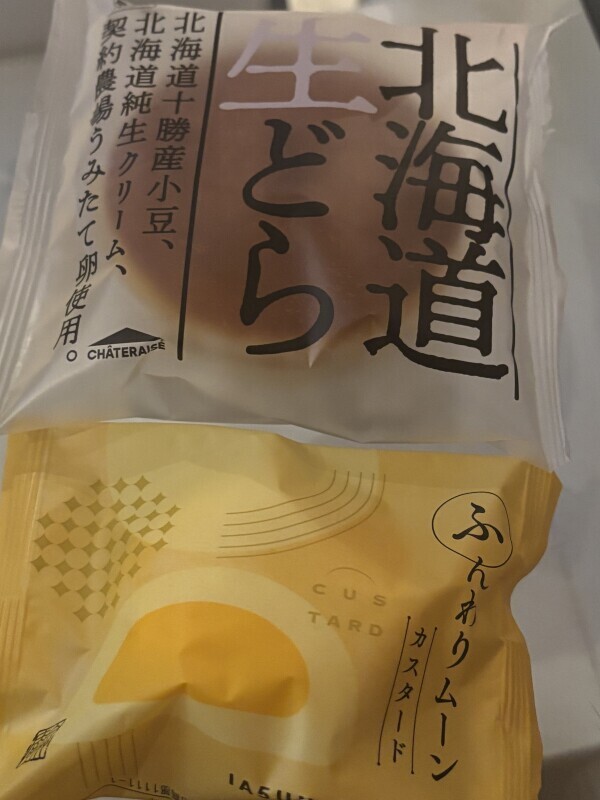 北海道
生どら
北海道十勝産小豆、
北海道純生クリーム、
契約農場うみたて卵使用。
CHÂTERAISÉ
ふんわりムーン
カスタード
CUS
TARD